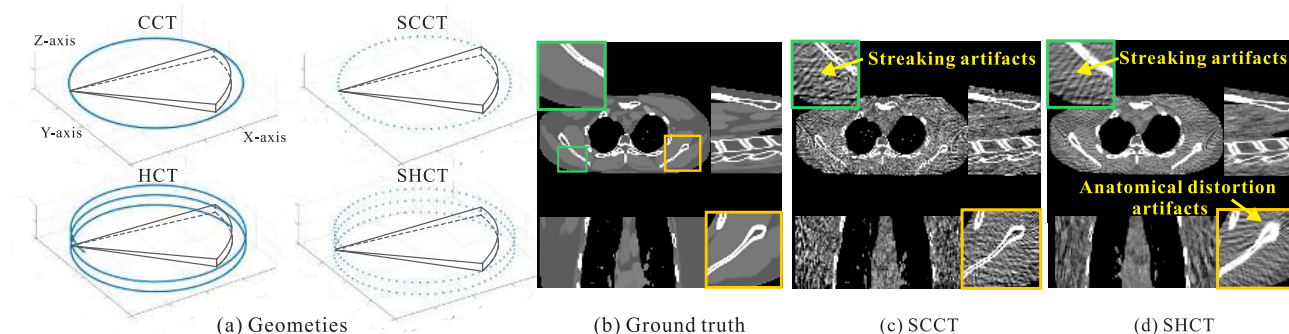 CCT
SCCT
Z-axis
Y-axis
X-axis
HCT
SHCT
Streaking artifacts
Streaking artifacts
Anatomical distortion
artifacts
(a) Geometies
(b) Ground truth
(c) SCCT
(d) SHCT